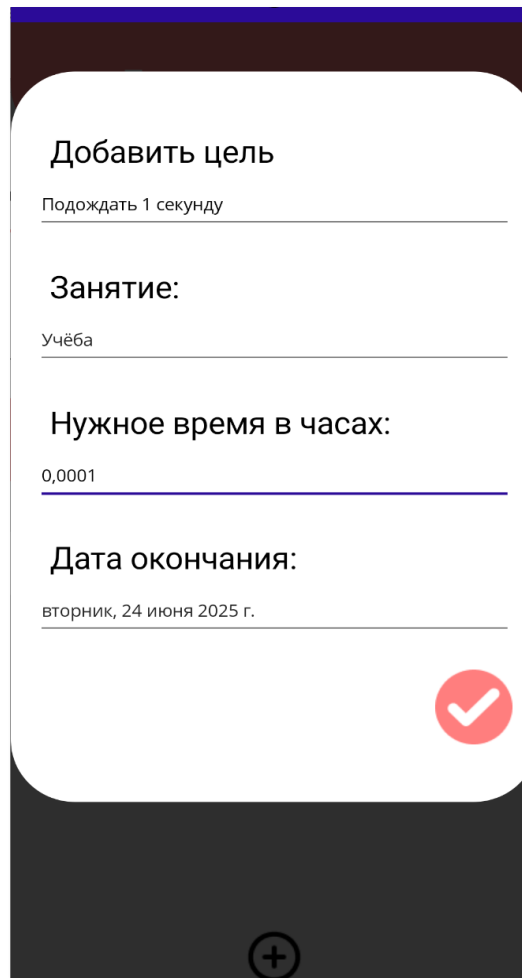 Добавить цель
Подождать 1 секунду
Занятие:
Учёба
Нужное время в часах:
0,0001
Дата окончания:
вторник, 24 июня 2025 г.